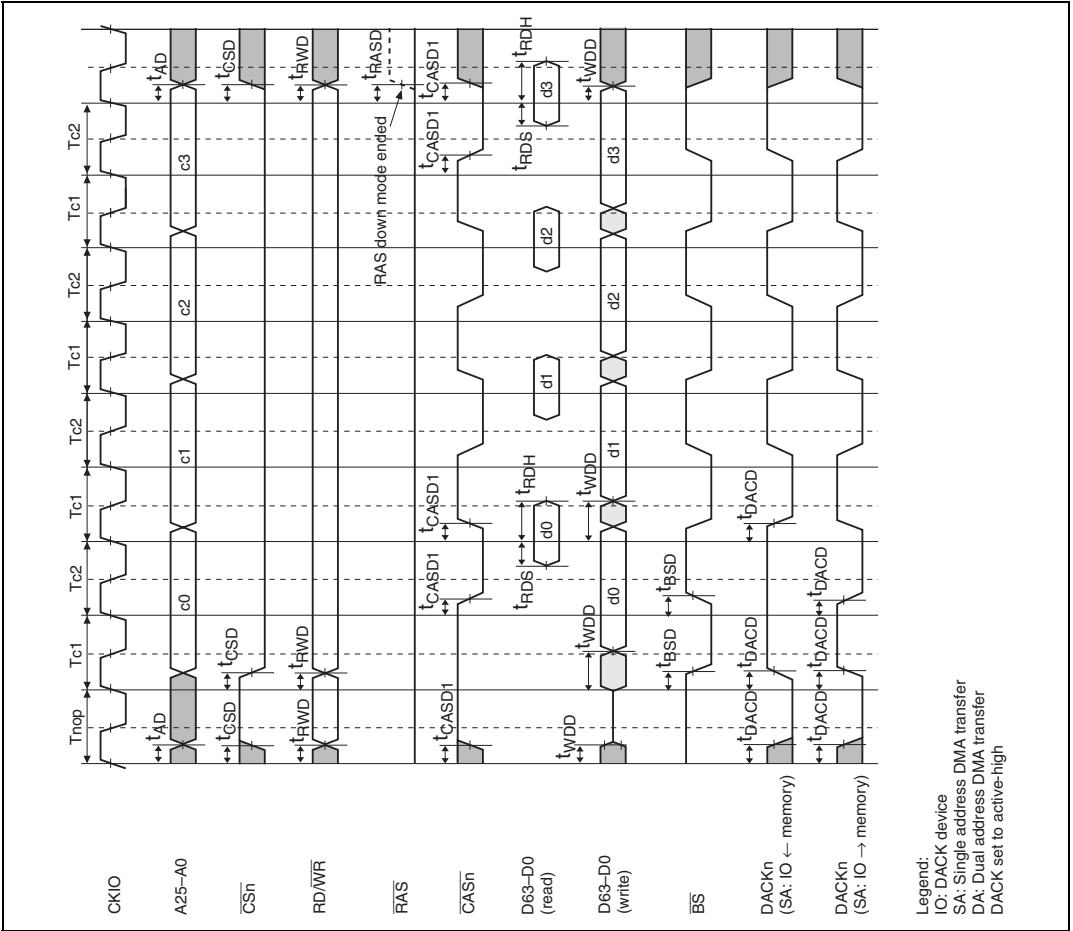 Tnop Tc1 Tc2 Tc1 Tc2 Tc1 Tc2 Tc1 Tc2
CKIO
A25–A0
tAD c0 c1 c2 c3 tAD
CSn
tCSD tCSD tCSD
RD/WR
tRWD tRWD tRWD
RAS
RAS down mode ended
tRASD
CASn
tCASD1 tCASD1 tCASD1 tCASD1 tCASD1
D63–D0
(read)
tRDS d0 tRDH d1 d2 tRDS d3 tRDH
D63–D0
(write)
tWDD tWDD d0 tWDD d1 d2 d3 tWDD
BS
tBSD tBSD
DACKn
(SA: IO ← memory)
tDACD tDACD tDACD
DACKn
(SA: IO → memory)
tDACD tDACD tDACD
Legend:
IO: DACK device
SA: Single address DMA transfer
DA: Dual address DMA transfer
DACK set to active-high